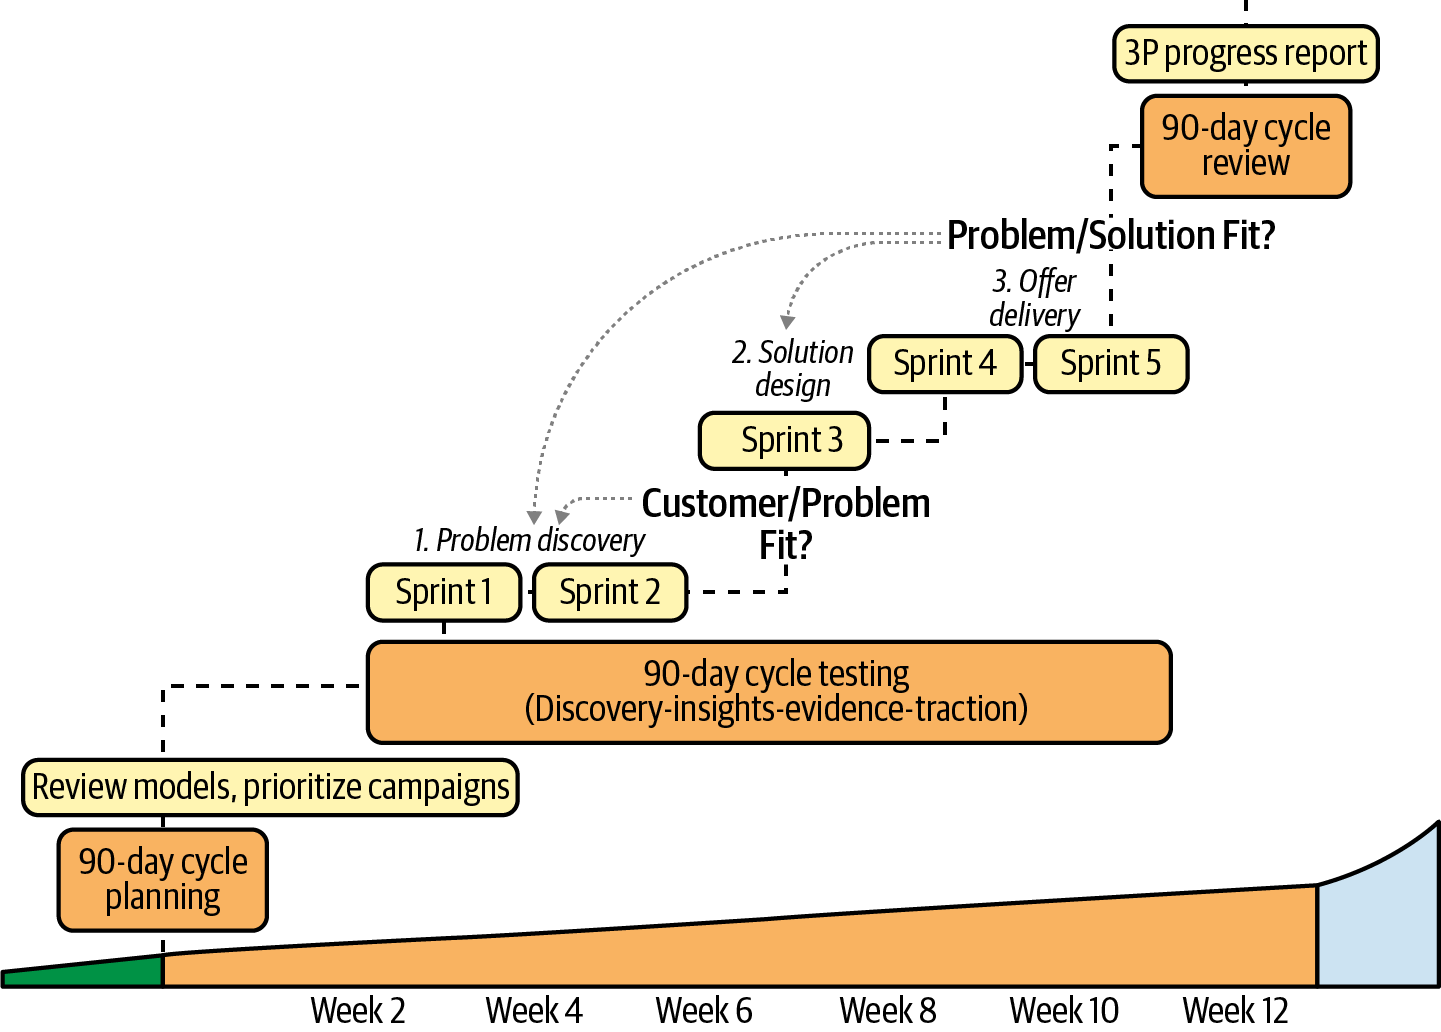 3P progress report
90-day cycle
review
Problem/Solution Fit?
3. Offer
delivery
2. Solution
design
Sprint 4
Sprint 5
Sprint 3
Customer/Problem
Fit?
1. Problem discovery
Sprint 1
Sprint 2
90-day cycle testing
(Discovery-insights-evidence-traction)
Review models, prioritize campaigns
90-day cycle
planning
Week 2
Week 4
Week 6
Week 8
Week 10
Week 12